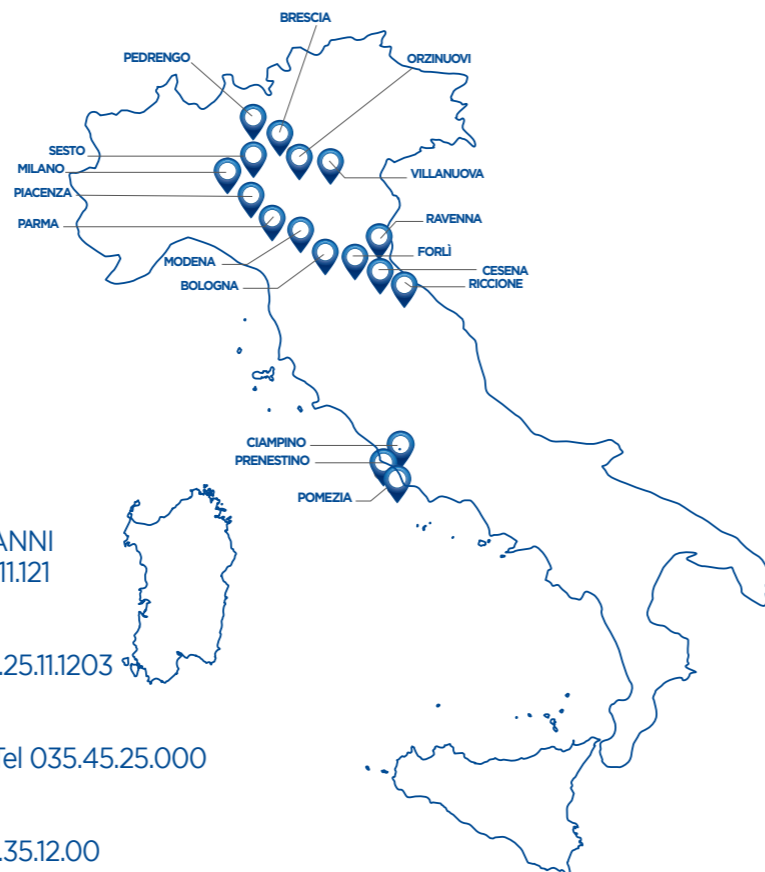 BRESCIA
PEDRENGO
ORZINUOVI
SESTO
MILANO
VILLANUOVA
PIACENZA
PARMA
RAVENNA
FORLÌ
MODENA
CESENA
BOLOGNA
RICCIONE
CIAMPINO
PRENESTINO
POMEZIA
ANNI
11.121
.25.11.1203
Tel 035.45.25.000
.35.12.00